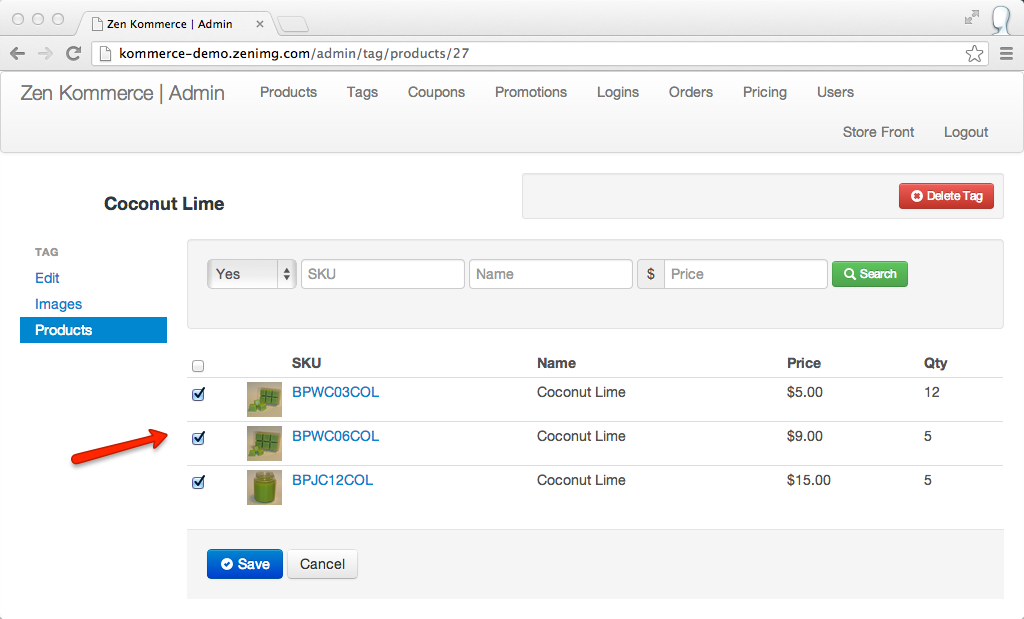 Zen Kommerce | Admin
kommerce-demo.zenimg.com/admin/tag/products/27
Zen Kommerce | Admin Products Tags Coupons Promotions Logins Orders Pricing Users
Store Front Logout
Coconut Lime
Delete Tag
TAG
Edit
Images
Products
Yes SKU Name $ Price Search
SKU Name Price Qty
BPWC03COL Coconut Lime $5.00 12
BPWC06COL Coconut Lime $9.00 5
BPJC12COL Coconut Lime $15.00 5
Save Cancel